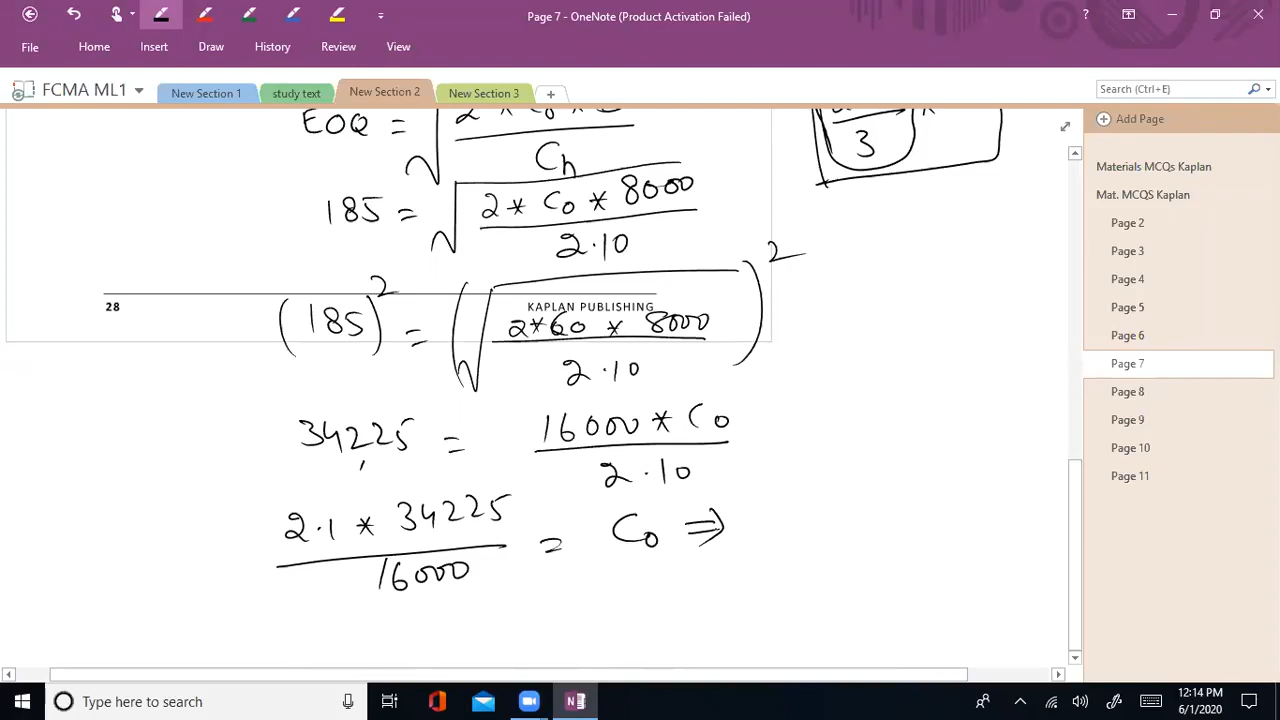 Page 7 - OneNote (Product Activation Failed)
File Home Insert Draw History Review View
FCMA ML1 New Section 1 study text New Section 2 New Section 3 Search (Ctrl+E)
Add Page
Materials MCQs Kaplan
Mat. MCQS Kaplan
Page 2
Page 3
Page 4
Page 5
Page 6
Page 7
Page 8
Page 9
Page 10
Page 11
EOQ = √ 2 * Co * / Ch
3 *
185 = √ 2 * Co * 8000 / 2.10
28 KAPLAN PUBLISHING
(185)2 = (√ 2 * Co * 8000 / 2.10)2
34225 = 16000 * Co / 2.10
2.1 * 34225 / 16000 = Co ⇒
Type here to search
12:14 PM
6/1/2020